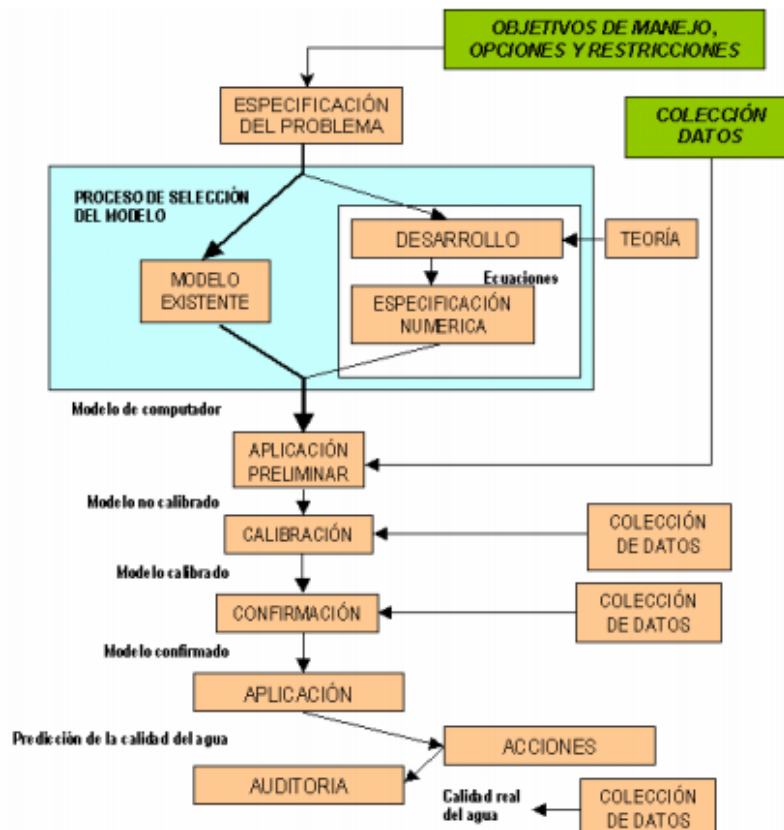 OBJETIVOS DE MANEJO,
OPCIONES Y RESTRICCIONES
ESPECIFICACIÓN
DEL PROBLEMA
COLECCIÓN
DATOS
PROCESO DE SELECCIÓN
DEL MODELO
DESARROLLO
TEORÍA
MODELO
EXISTENTE
Ecuaciones
ESPECIFICACIÓN
NUMERICA
Modelo de computador
APLICACIÓN
PRELIMINAR
Modelo no calibrado
CALIBRACIÓN
COLECCIÓN
DE DATOS
Modelo calibrado
CONFIRMACIÓN
COLECCIÓN
DE DATOS
Modelo confirmado
APLICACIÓN
Predicción de la calidad del agua
ACCIONES
AUDITORIA
Calidad real
del agua
COLECCIÓN
DE DATOS